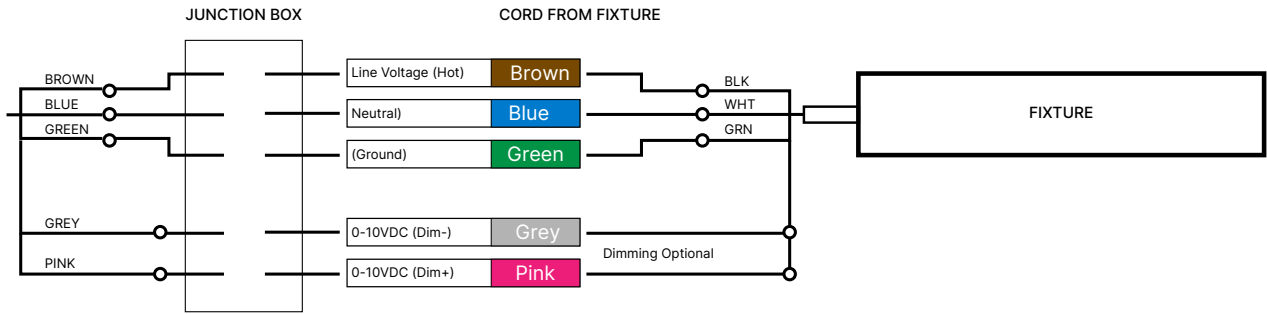 JUNCTION BOX
CORD FROM FIXTURE
BROWN
BLUE
GREEN
GREY
PINK
Line Voltage (Hot) Brown
Neutral) Blue
(Ground) Green
0-10VDC (Dim-) Grey
0-10VDC (Dim+) Pink
Dimming Optional
BLK
WHT
GRN
FIXTURE